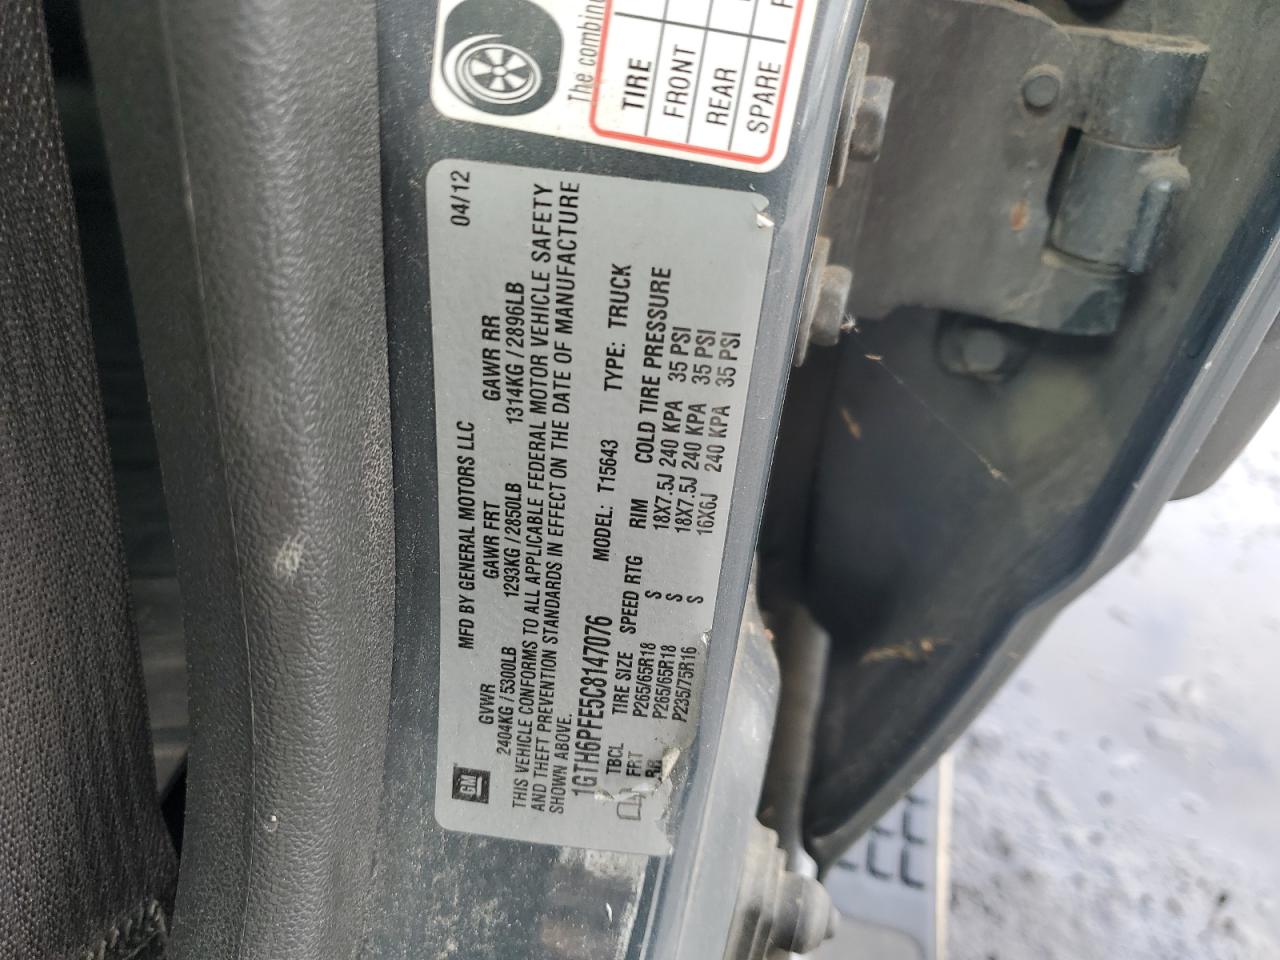 The combine
TIRE
FRONT
REAR
SPARE
MFD BY GENERAL MOTORS LLC 04/12
GM
GVWR GAWR FRT GAWR RR
2404KG / 5300LB 1293KG / 2850LB 1314KG / 2896LB
THIS VEHICLE CONFORMS TO ALL APPLICABLE FEDERAL MOTOR VEHICLE SAFETY
AND THEFT PREVENTION STANDARDS IN EFFECT ON THE DATE OF MANUFACTURE
SHOWN ABOVE.
1GTH6PFE5C8147076 MODEL: T15643 TYPE: TRUCK
TBCL TIRE SIZE SPEED RTG RIM COLD TIRE PRESSURE
FRT P265/65R18 S 18X7.5J 240 KPA 35 PSI
RR P265/65R18 S 18X7.5J 240 KPA 35 PSI
P235/75R16 S 16X6J 240 KPA 35 PSI